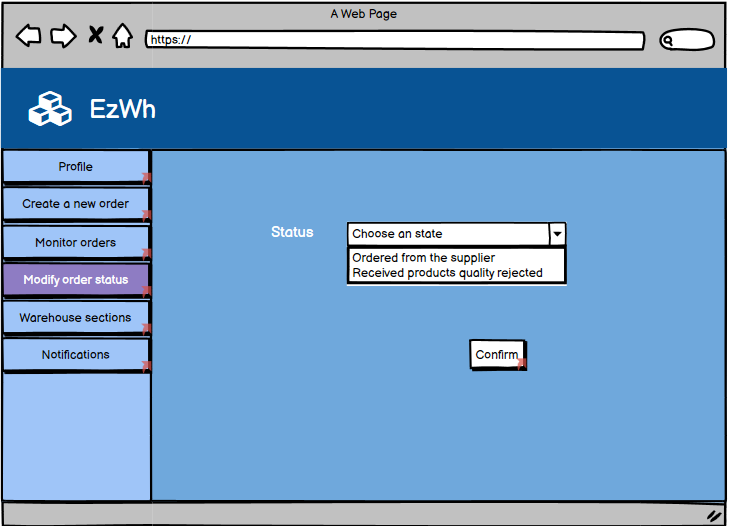 A Web Page
https://
EzWh
Profile
Create a new order
Monitor orders
Modify order status
Warehouse sections
Notifications
Status
Choose an state
Ordered from the supplier
Received products quality rejected
Confirm